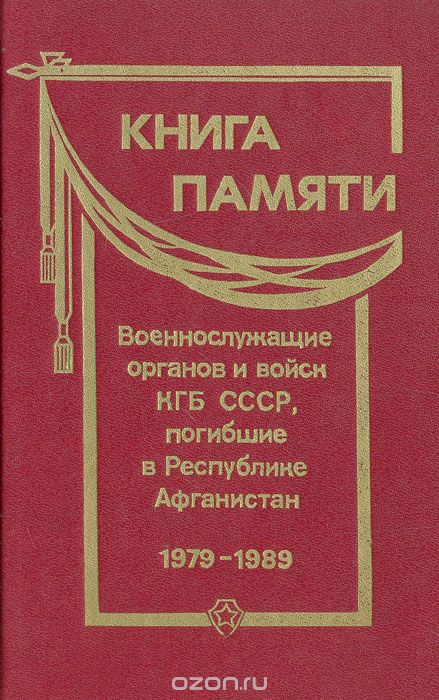 КНИГА
ПАМЯТИ
Военнослужащие
органов и войск
КГБ СССР,
погибшие
в Республике
Афганистан
1979-1989
ozon.ru